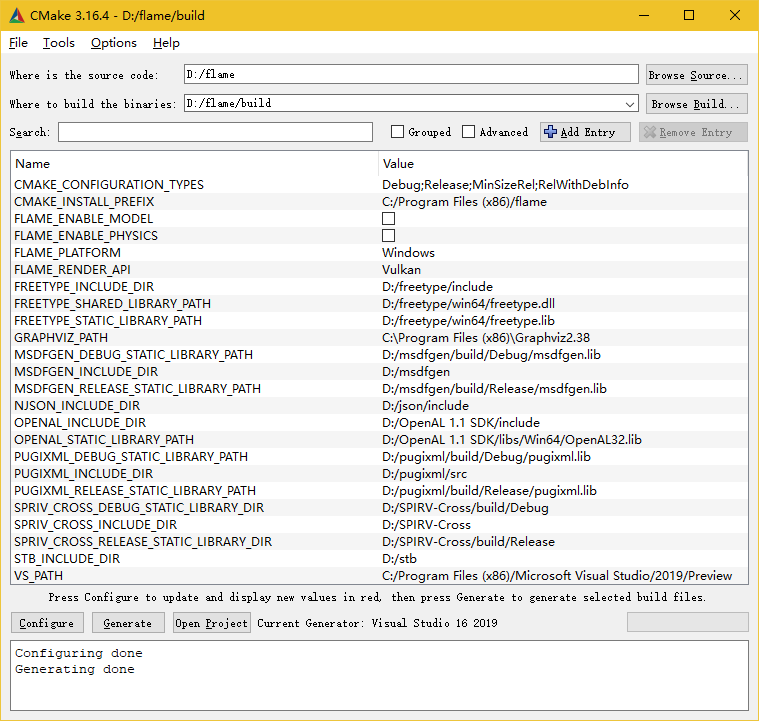 CMake 3.16.4 - D:/flame/build
File Tools Options Help
Where is the source code: D:/flame Browse Source...
Where to build the binaries: D:/flame/build Browse Build...
Search: Grouped Advanced Add Entry Remove Entry
Name Value
CMAKE_CONFIGURATION_TYPES Debug;Release;MinSizeRel;RelWithDebInfo
CMAKE_INSTALL_PREFIX C:/Program Files (x86)/flame
FLAME_ENABLE_MODEL
FLAME_ENABLE_PHYSICS
FLAME_PLATFORM Windows
FLAME_RENDER_API Vulkan
FREETYPE_INCLUDE_DIR D:/freetype/include
FREETYPE_SHARED_LIBRARY_PATH D:/freetype/win64/freetype.dll
FREETYPE_STATIC_LIBRARY_PATH D:/freetype/win64/freetype.lib
GRAPHVIZ_PATH C:\Program Files (x86)\Graphviz2.38
MSDFGEN_DEBUG_STATIC_LIBRARY_PATH D:/msdfgen/build/Debug/msdfgen.lib
MSDFGEN_INCLUDE_DIR D:/msdfgen
MSDFGEN_RELEASE_STATIC_LIBRARY_PATH D:/msdfgen/build/Release/msdfgen.lib
NJSON_INCLUDE_DIR D:/json/include
OPENAL_INCLUDE_DIR D:/OpenAL 1.1 SDK/include
OPENAL_STATIC_LIBRARY_PATH D:/OpenAL 1.1 SDK/libs/Win64/OpenAL32.lib
PUGIXML_DEBUG_STATIC_LIBRARY_PATH D:/pugixml/build/Debug/pugixml.lib
PUGIXML_INCLUDE_DIR D:/pugixml/src
PUGIXML_RELEASE_STATIC_LIBRARY_PATH D:/pugixml/build/Release/pugixml.lib
SPRIV_CROSS_DEBUG_STATIC_LIBRARY_DIR D:/SPIRV-Cross/build/Debug
SPRIV_CROSS_INCLUDE_DIR D:/SPIRV-Cross
SPRIV_CROSS_RELEASE_STATIC_LIBRARY_DIR D:/SPIRV-Cross/build/Release
STB_INCLUDE_DIR D:/stb
VS_PATH C:/Program Files (x86)/Microsoft Visual Studio/2019/Preview
Press Configure to update and display new values in red, then press Generate to generate selected build files.
Configure Generate Open Project Current Generator: Visual Studio 16 2019
Configuring done
Generating done